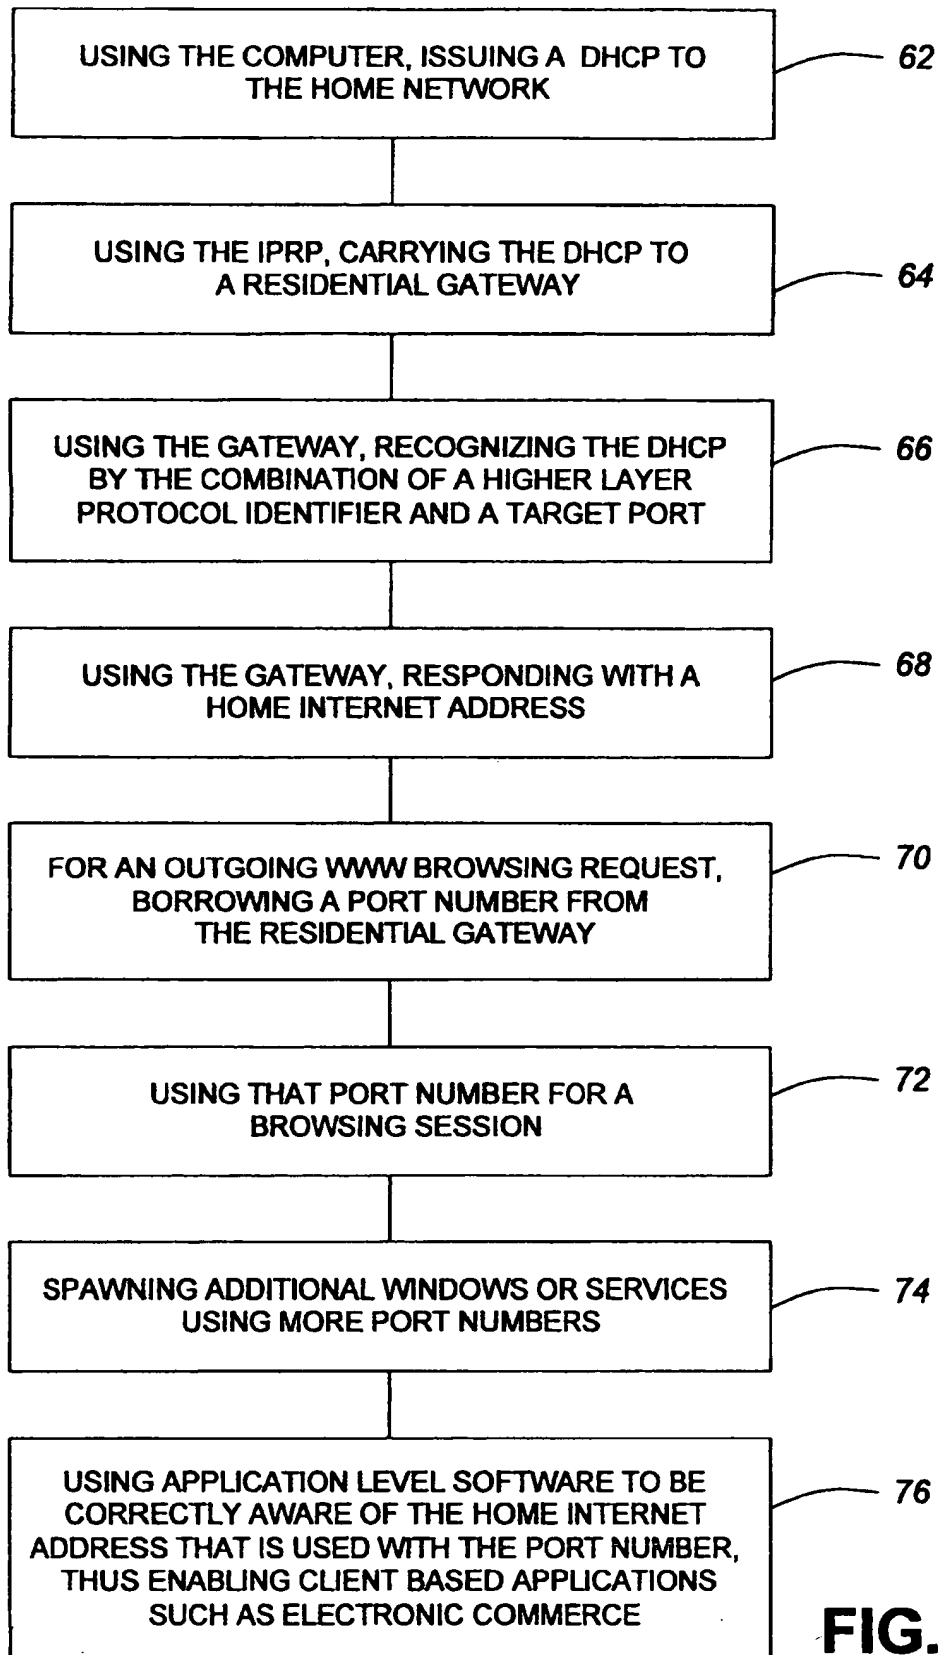 USING THE COMPUTER, ISSUING A DHCP TO
THE HOME NETWORK
62
USING THE IPRP, CARRYING THE DHCP TO
A RESIDENTIAL GATEWAY
64
USING THE GATEWAY, RECOGNIZING THE DHCP
BY THE COMBINATION OF A HIGHER LAYER
PROTOCOL IDENTIFIER AND A TARGET PORT
66
USING THE GATEWAY, RESPONDING WITH A
HOME INTERNET ADDRESS
68
FOR AN OUTGOING WWW BROWSING REQUEST,
BORROWING A PORT NUMBER FROM
THE RESIDENTIAL GATEWAY
70
USING THAT PORT NUMBER FOR A
BROWSING SESSION
72
SPAWNING ADDITIONAL WINDOWS OR SERVICES
USING MORE PORT NUMBERS
74
USING APPLICATION LEVEL SOFTWARE TO BE
CORRECTLY AWARE OF THE HOME INTERNET
ADDRESS THAT IS USED WITH THE PORT NUMBER,
THUS ENABLING CLIENT BASED APPLICATIONS
SUCH AS ELECTRONIC COMMERCE
76
FIG.